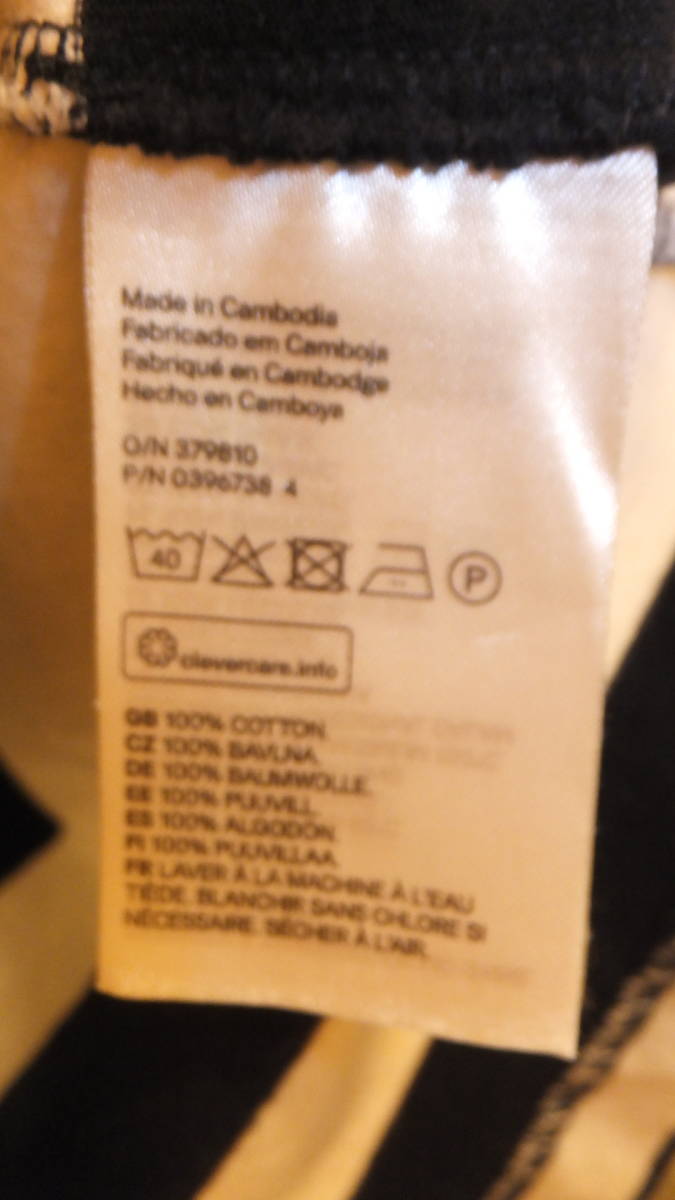 Made in Cambodia
Fabricado em Camboja
Fabriqué en Cambodge
Hecho en Camboya
O/N 379810
P/N 0396738 4
40
P
clevercare.info
GB 100% COTTON
CZ 100% BAVLNA
DE 100% BAUMWOLLE
EE 100% PUUVILL
ES 100% ALGODÓN
FI 100% PUUVILLAA
FR LAVER À LA MACHINE À L'EAU
TIÈDE. BLANCHIR SANS CHLORE SI
NÉCESSAIRE. SÉCHER À L'AIR,